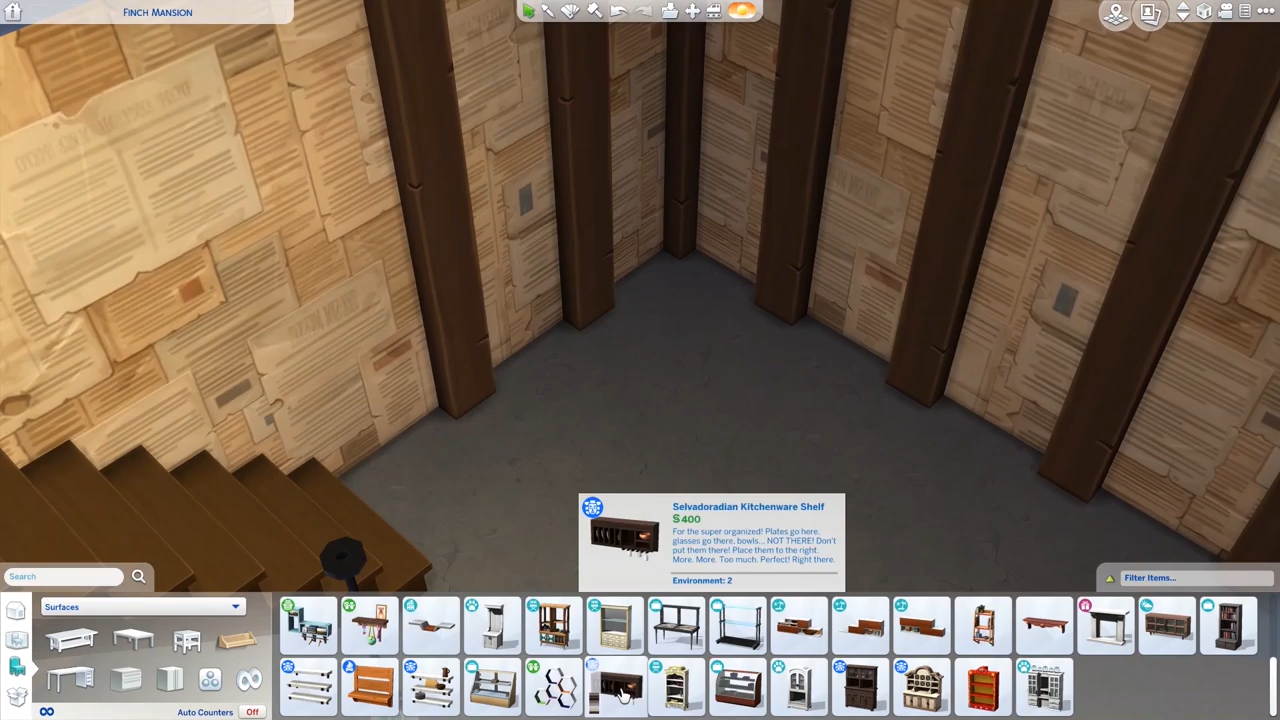 FINCH MANSION
Selvadoradian Kitchenware Shelf
§400
For the super organized! Plates go here,
glasses go there, bowls... NOT THERE! Don't
put them there! Place them to the right.
More. More. Too much. Perfect! Right there.
Environment: 2
Search
Filter Items...
Surfaces
Auto Counters
Off